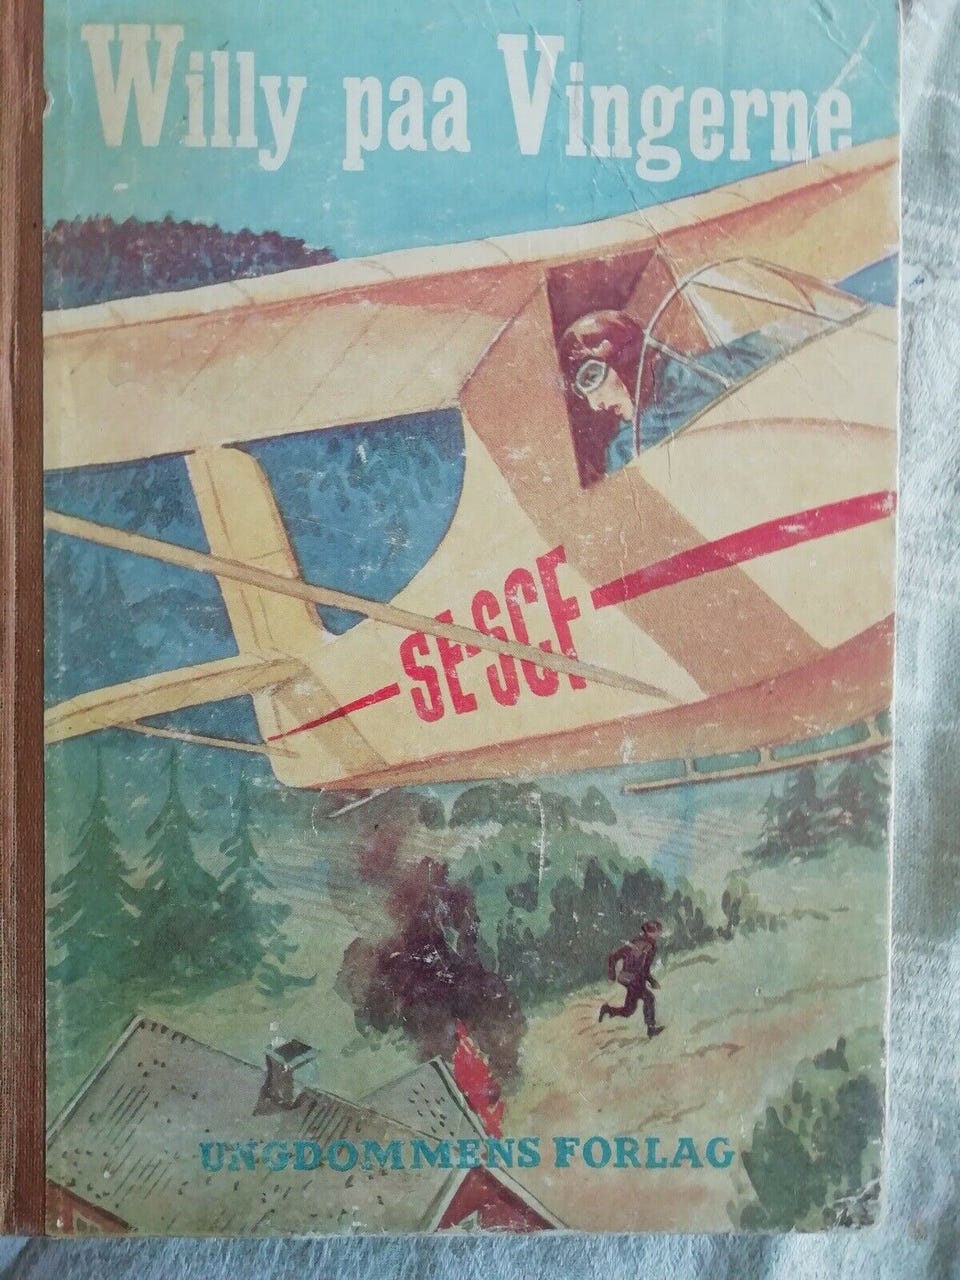 Willy paa Vingerne
SE-SCF
UNGDOMMENS FORLAG